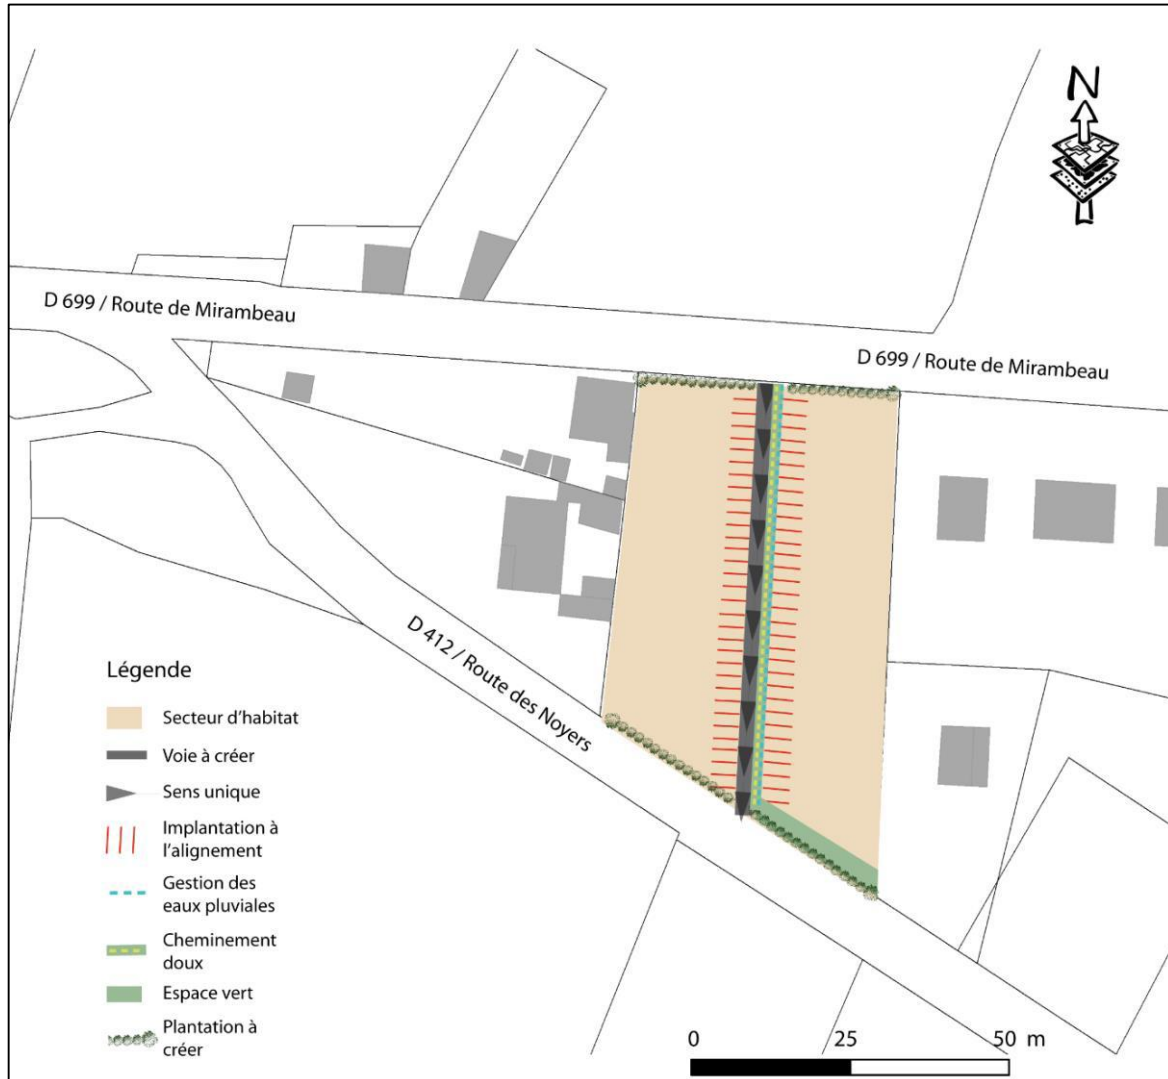 N
D 699 / Route de Mirambeau
D 699 / Route de Mirambeau
D 412 / Route des Noyers
Légende
Secteur d'habitat
Voie à créer
Sens unique
Implantation à
l'alignement
Gestion des
eaux pluviales
Cheminement
doux
Espace vert
Plantation à
créer
0 25 50 m